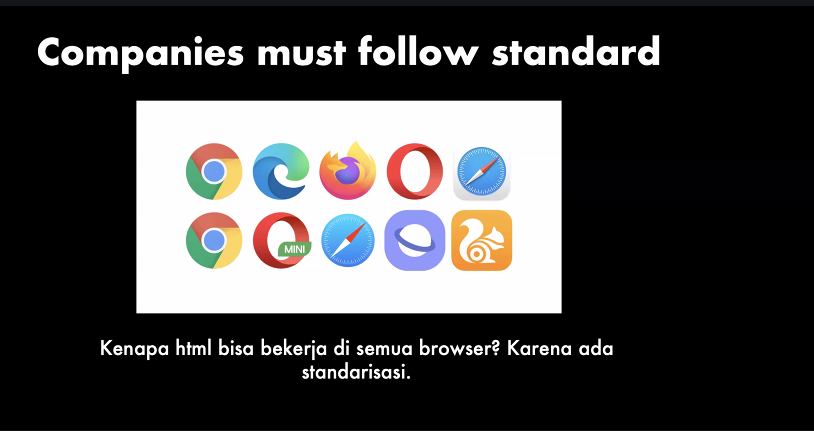 Companies must follow standard
MINI
Kenapa html bisa bekerja di semua browser? Karena ada
standarisasi.